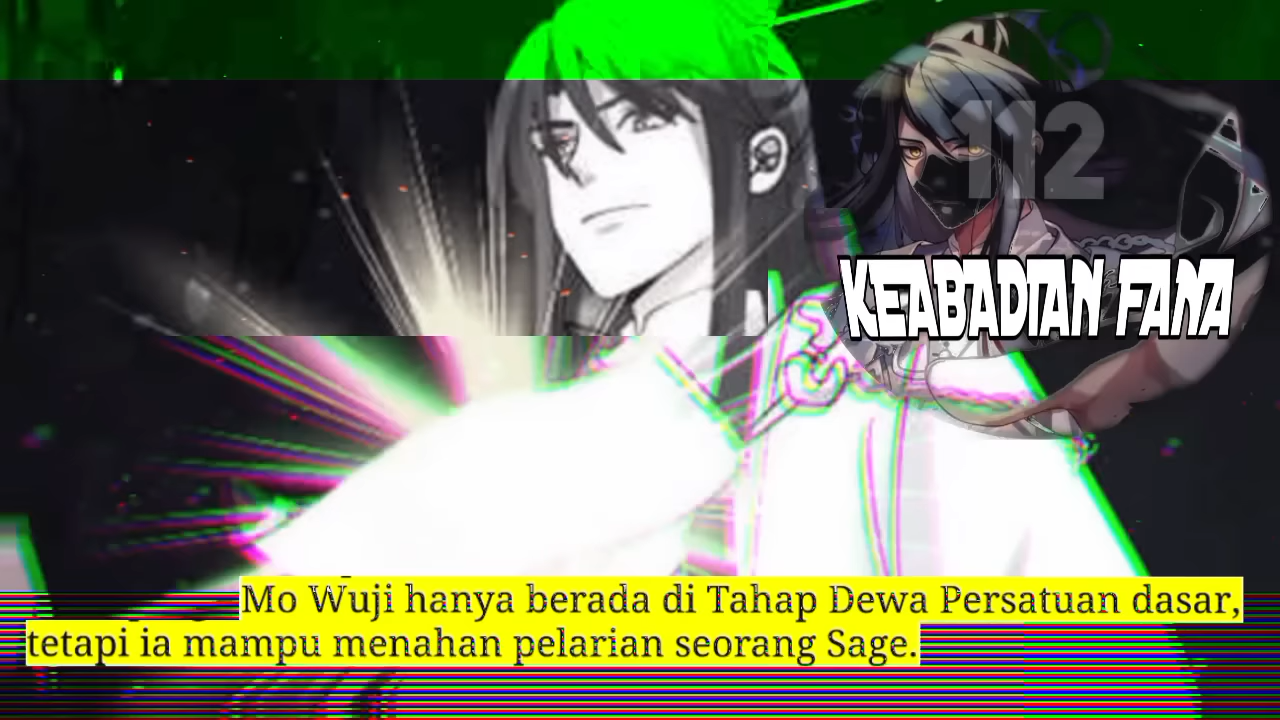 112
KEABADIAN FANA
Mo Wuji hanya berada di Tahap Dewa Persatuan dasar,
tetapi ia mampu menahan pelarian seorang Sage.